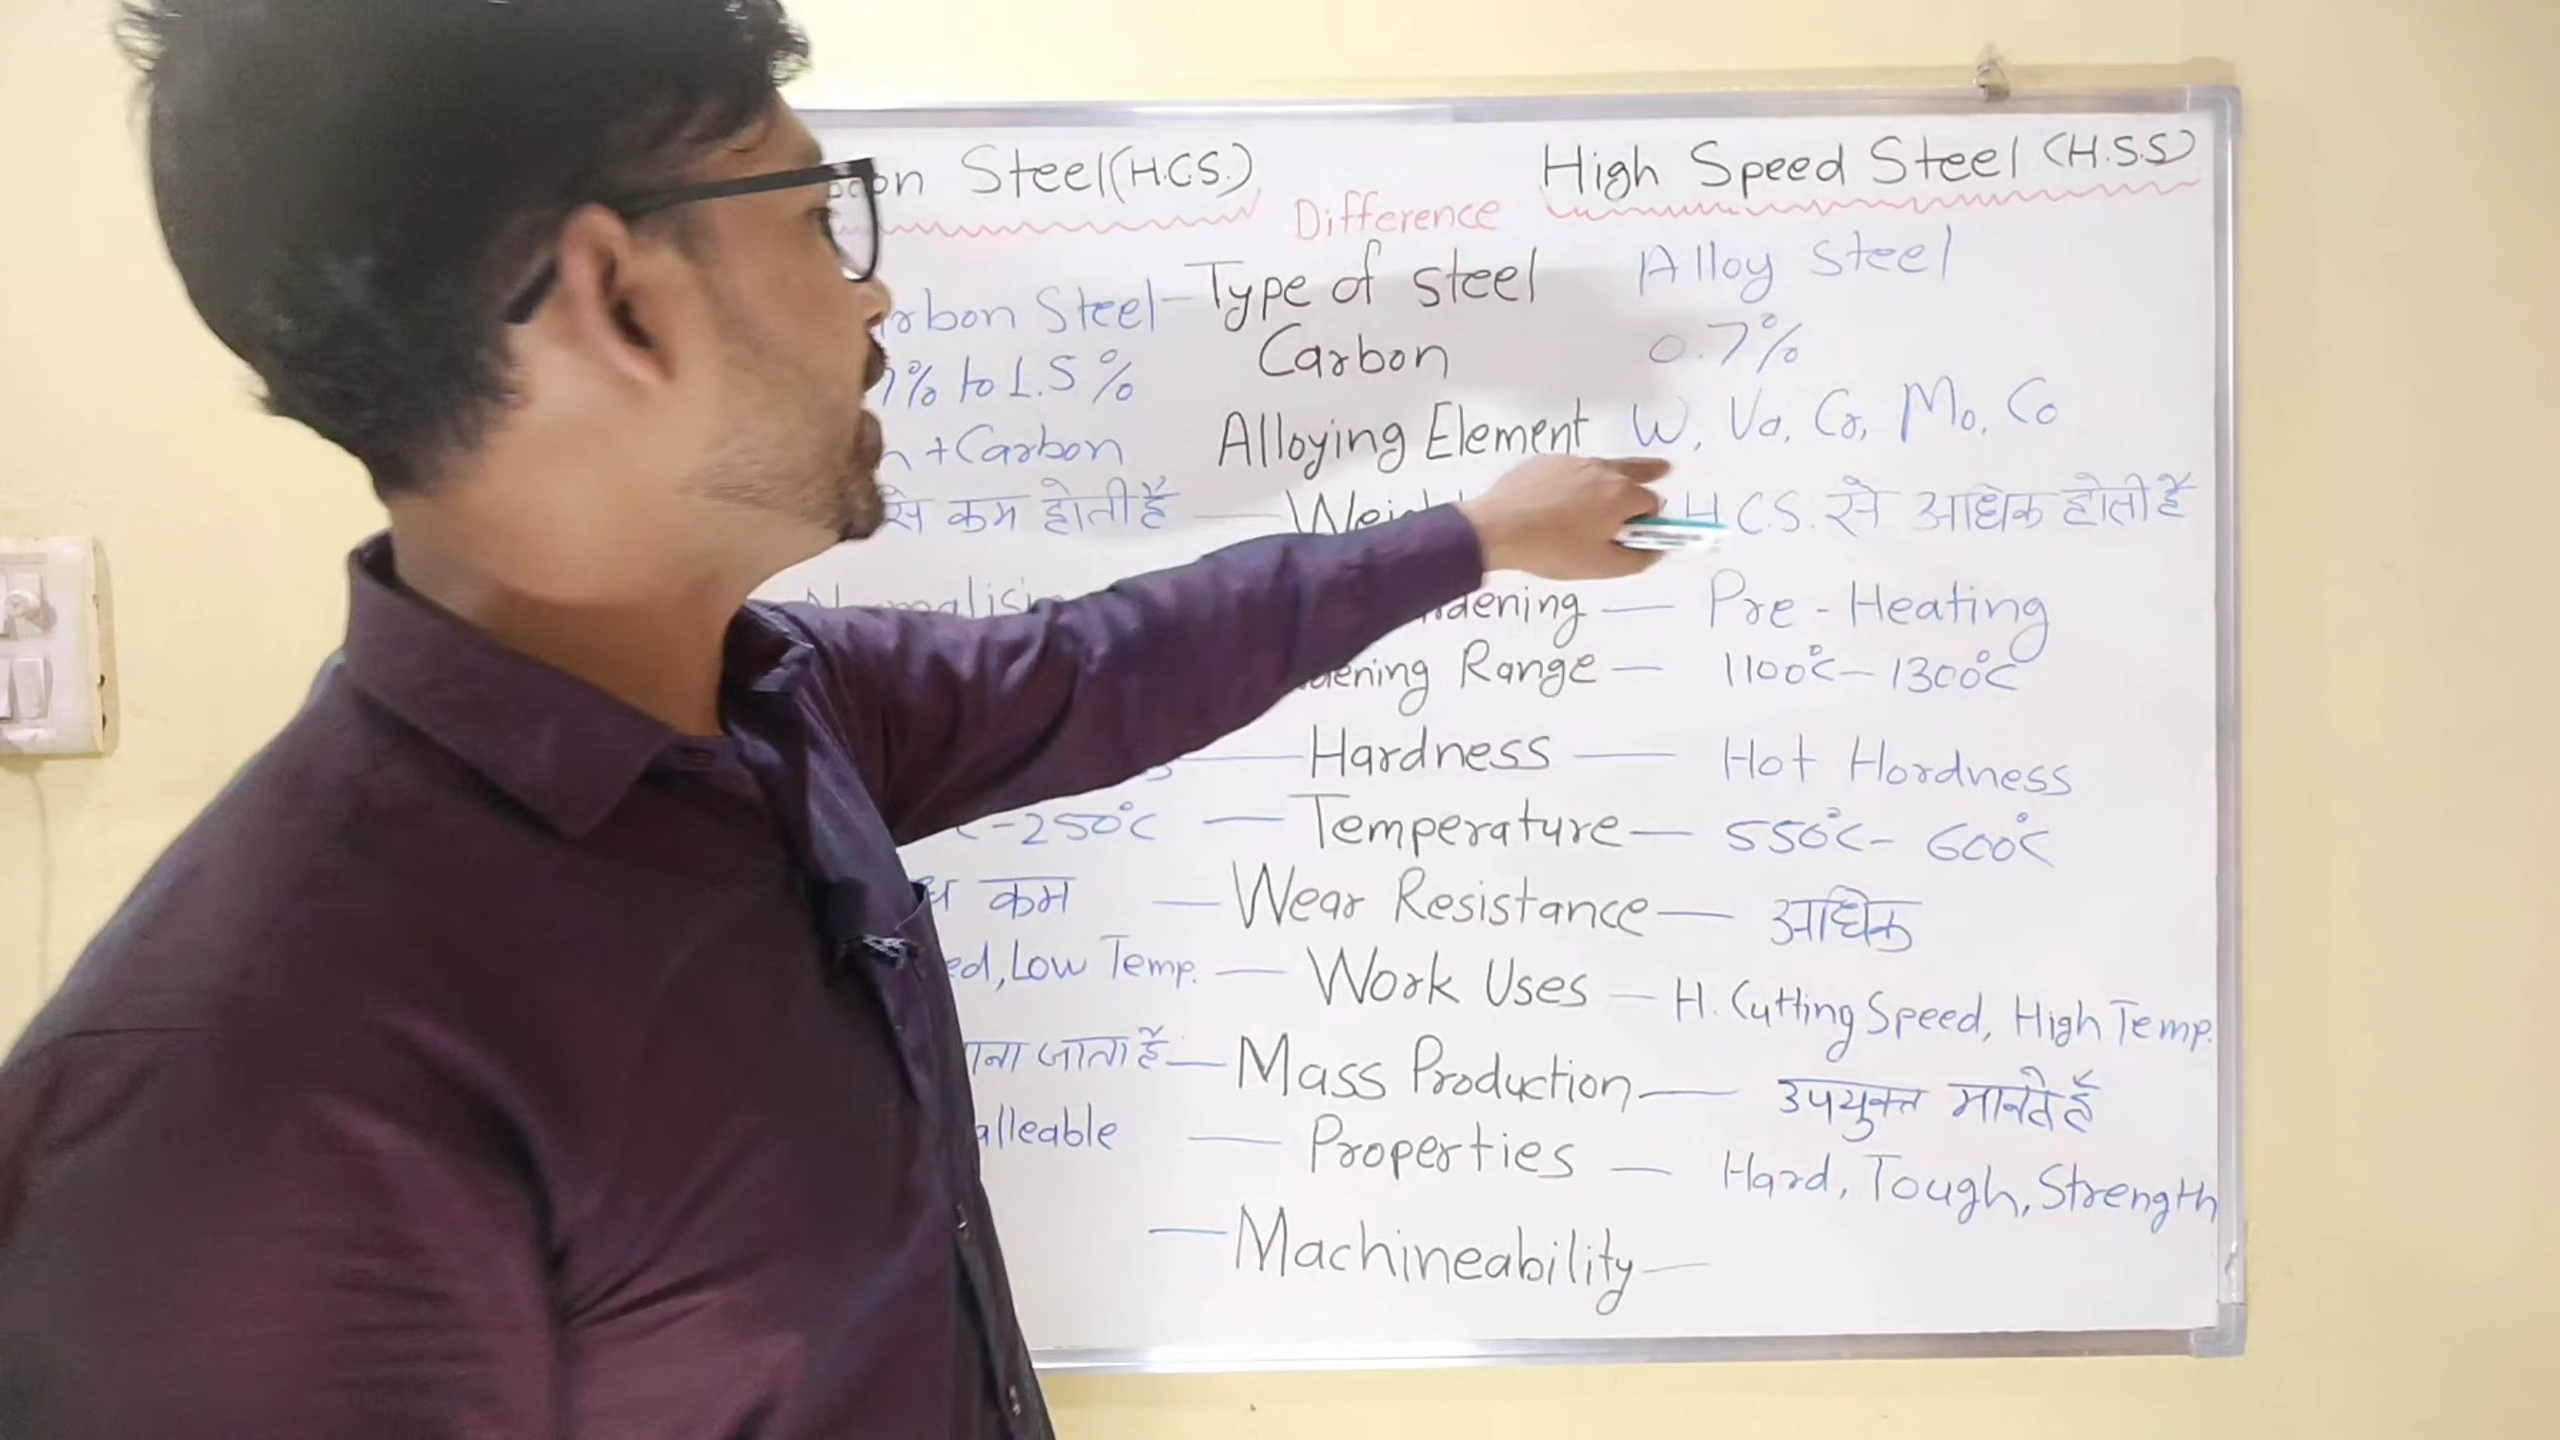 Steel(H.C.S.) High Speed Steel (H.S.S)
Difference
Steel - Type of steel Alloy Steel
% to 1.5% Carbon 0.7%
+Carbon Alloying Element W, Va, Cr, Mo, Co
से कम होती हैं — H.C.S. से अधिक होती हैं
— Pre-Heating
Range — 1100°C - 1300°C
— Hardness — Hot Hordness
-250°C — Temperature — 550°C - 600°C
कम — Wear Resistance — अधिक
Low Temp. — Work Uses — H. Cutting Speed, High Temp.
जाता हैं — Mass Production — उपयुक्त मानते हैं
— Properties — Hard, Tough, Strength
— Machineability —